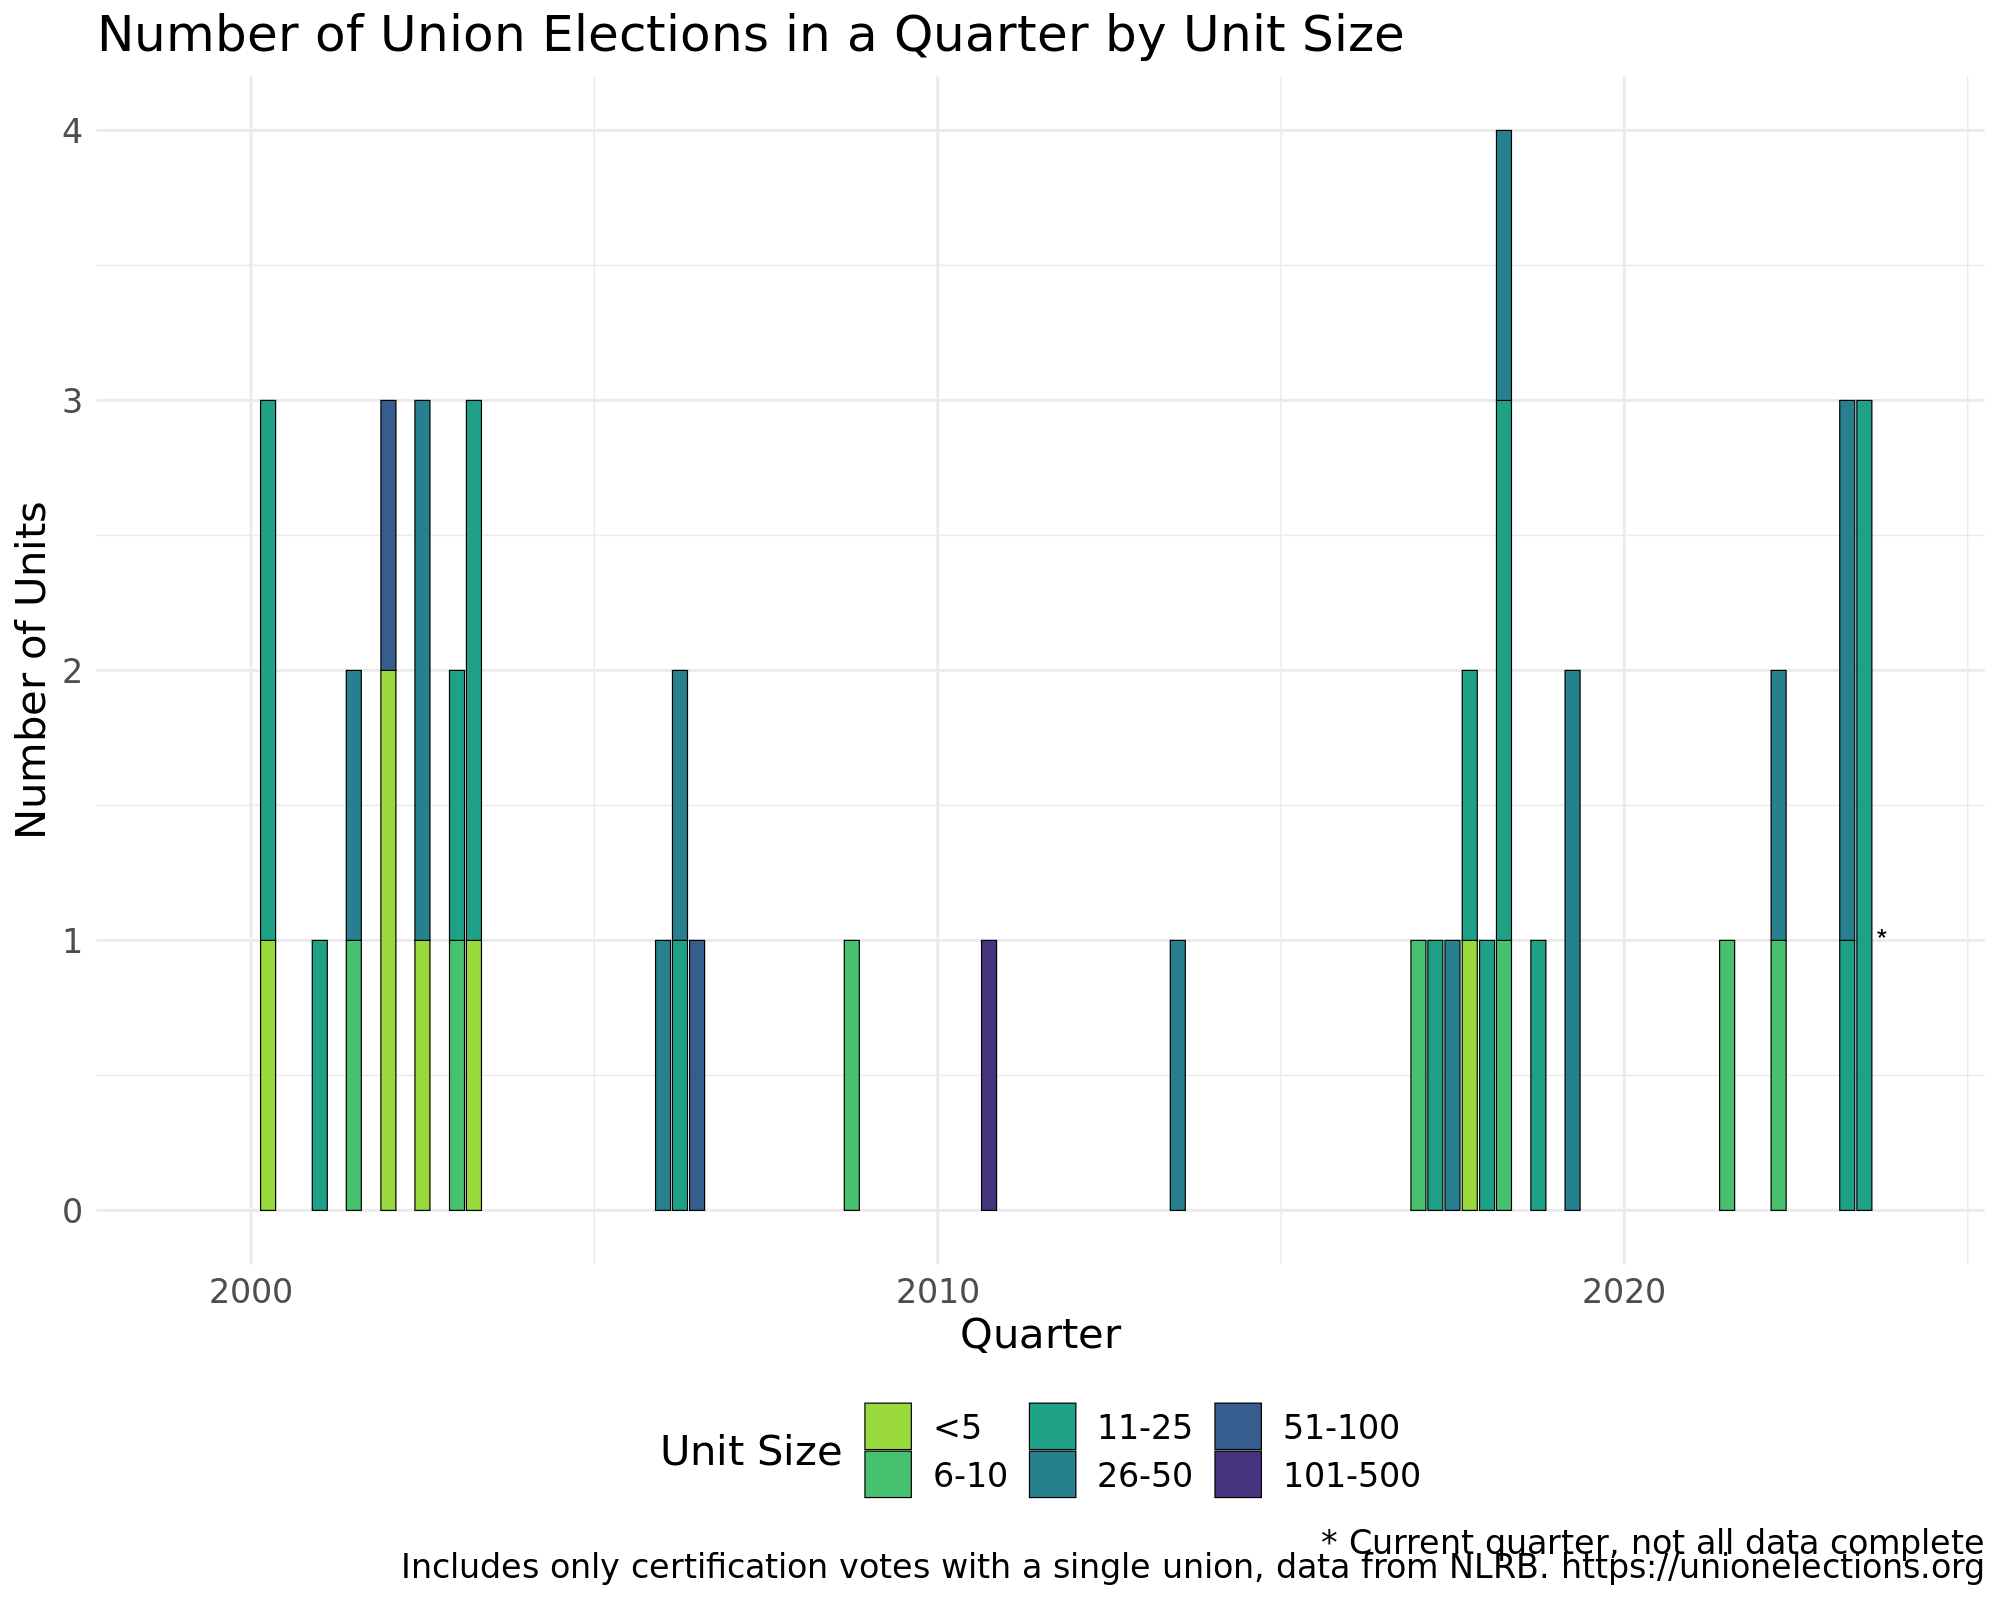 Number of Union Elections in a Quarter by Unit Size
4
3
2
1
0
Number of Units
*
2000 2010 2020
Quarter
Unit Size
<5 11-25 51-100
6-10 26-50 101-500
* Current quarter, not all data complete
Includes only certification votes with a single union, data from NLRB. https://unionelections.org